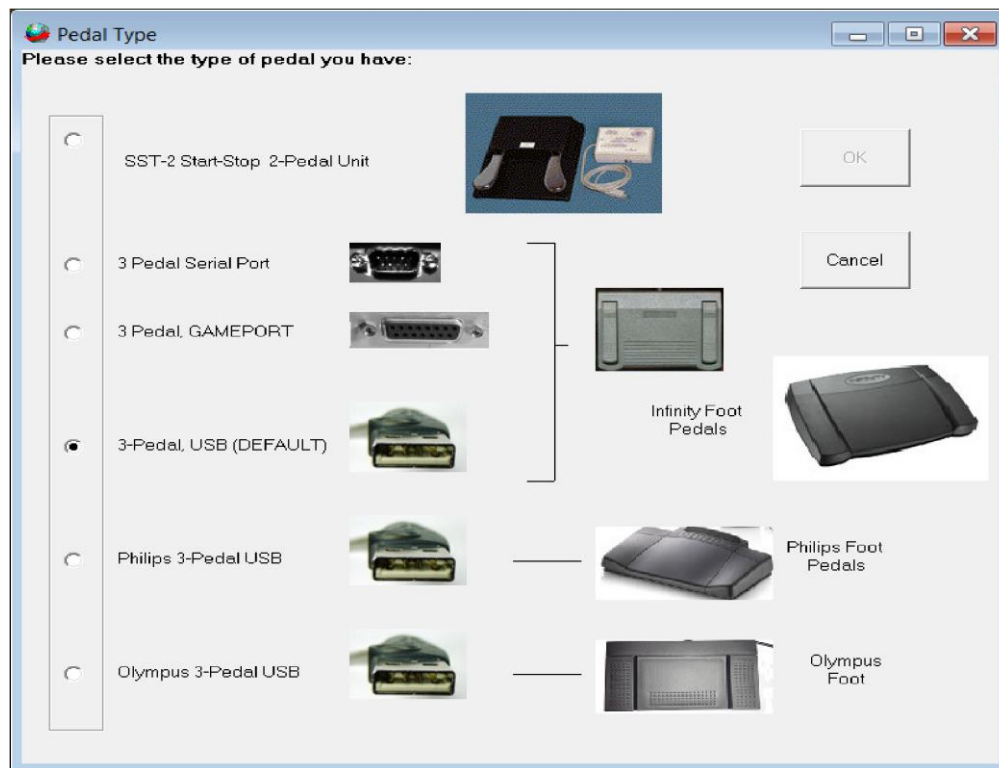 Pedal Type
Please select the type of pedal you have:
SST-2 Start-Stop 2-Pedal Unit
OK
3 Pedal Serial Port
Cancel
3 Pedal, GAMEPORT
Infinity Foot
Pedals
3-Pedal, USB (DEFAULT)
Philips 3-Pedal USB
Philips Foot
Pedals
Olympus 3-Pedal USB
Olympus
Foot